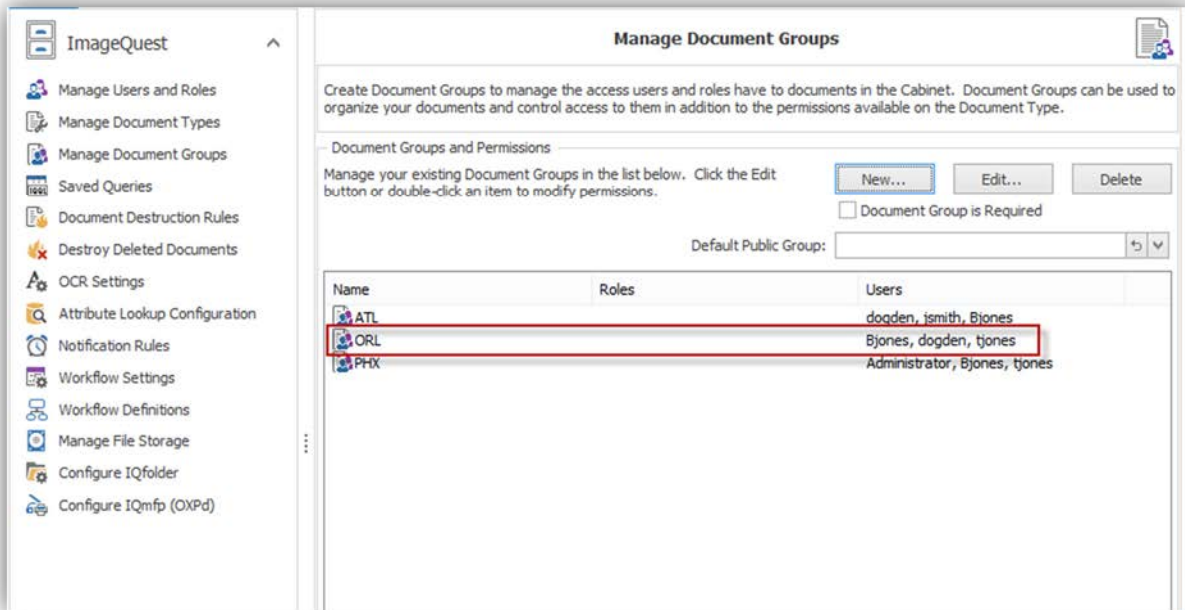 ImageQuest
Manage Users and Roles
Manage Document Types
Manage Document Groups
Saved Queries
Document Destruction Rules
Destroy Deleted Documents
OCR Settings
Attribute Lookup Configuration
Notification Rules
Workflow Settings
Workflow Definitions
Manage File Storage
Configure IQfolder
Configure IQmfp (OXPd)
Manage Document Groups
Create Document Groups to manage the access users and roles have to documents in the Cabinet. Document Groups can be used to
organize your documents and control access to them in addition to the permissions available on the Document Type.
Document Groups and Permissions
Manage your existing Document Groups in the list below. Click the Edit
button or double-click an item to modify permissions.
New... Edit... Delete
Document Group is Required
Default Public Group:
Name Roles Users
ATL dogden, jsmith, Bjones
ORL Bjones, dogden, tjones
PHX Administrator, Bjones, tjones